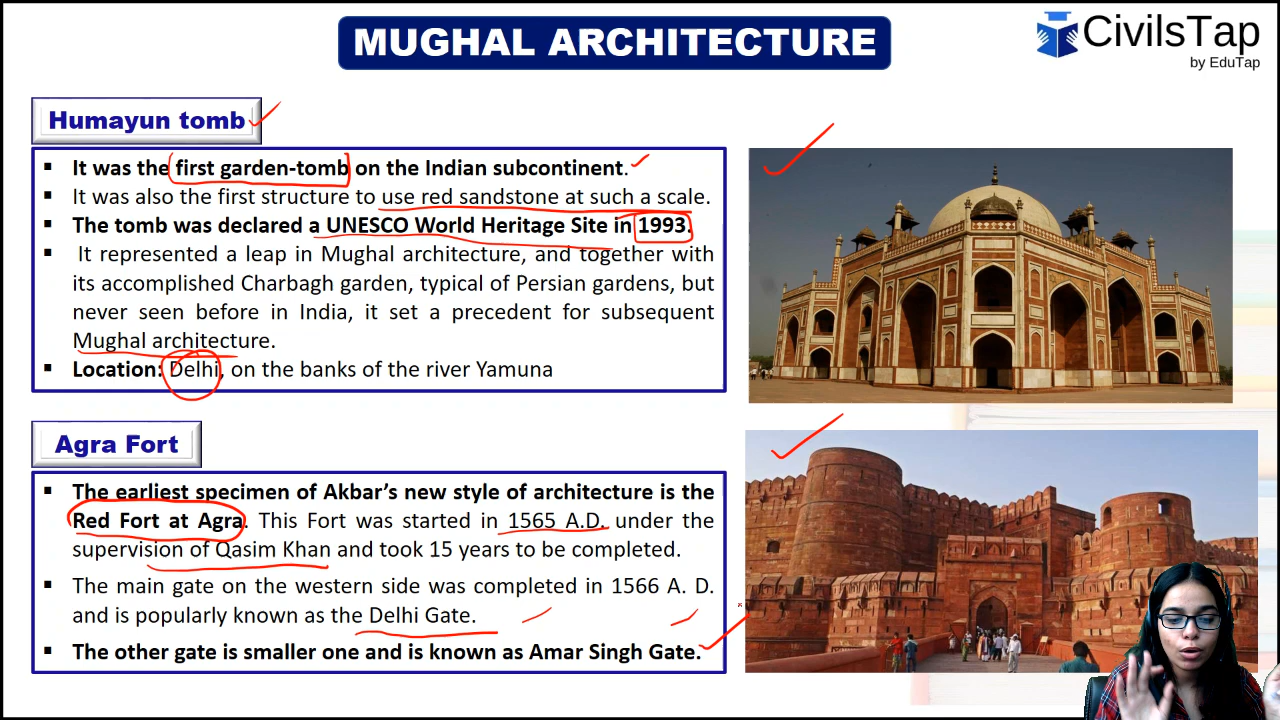 MUGHAL ARCHITECTURE
CivilsTap
by EduTap
Humayun tomb
▪ It was the first garden-tomb on the Indian subcontinent.
▪ It was also the first structure to use red sandstone at such a scale.
▪ The tomb was declared a UNESCO World Heritage Site in 1993.
▪ It represented a leap in Mughal architecture, and together with
its accomplished Charbagh garden, typical of Persian gardens, but
never seen before in India, it set a precedent for subsequent
Mughal architecture.
▪ Location: Delhi, on the banks of the river Yamuna
Agra Fort
▪ The earliest specimen of Akbar’s new style of architecture is the
Red Fort at Agra. This Fort was started in 1565 A.D. under the
supervision of Qasim Khan and took 15 years to be completed.
▪ The main gate on the western side was completed in 1566 A. D.
and is popularly known as the Delhi Gate.
▪ The other gate is smaller one and is known as Amar Singh Gate.